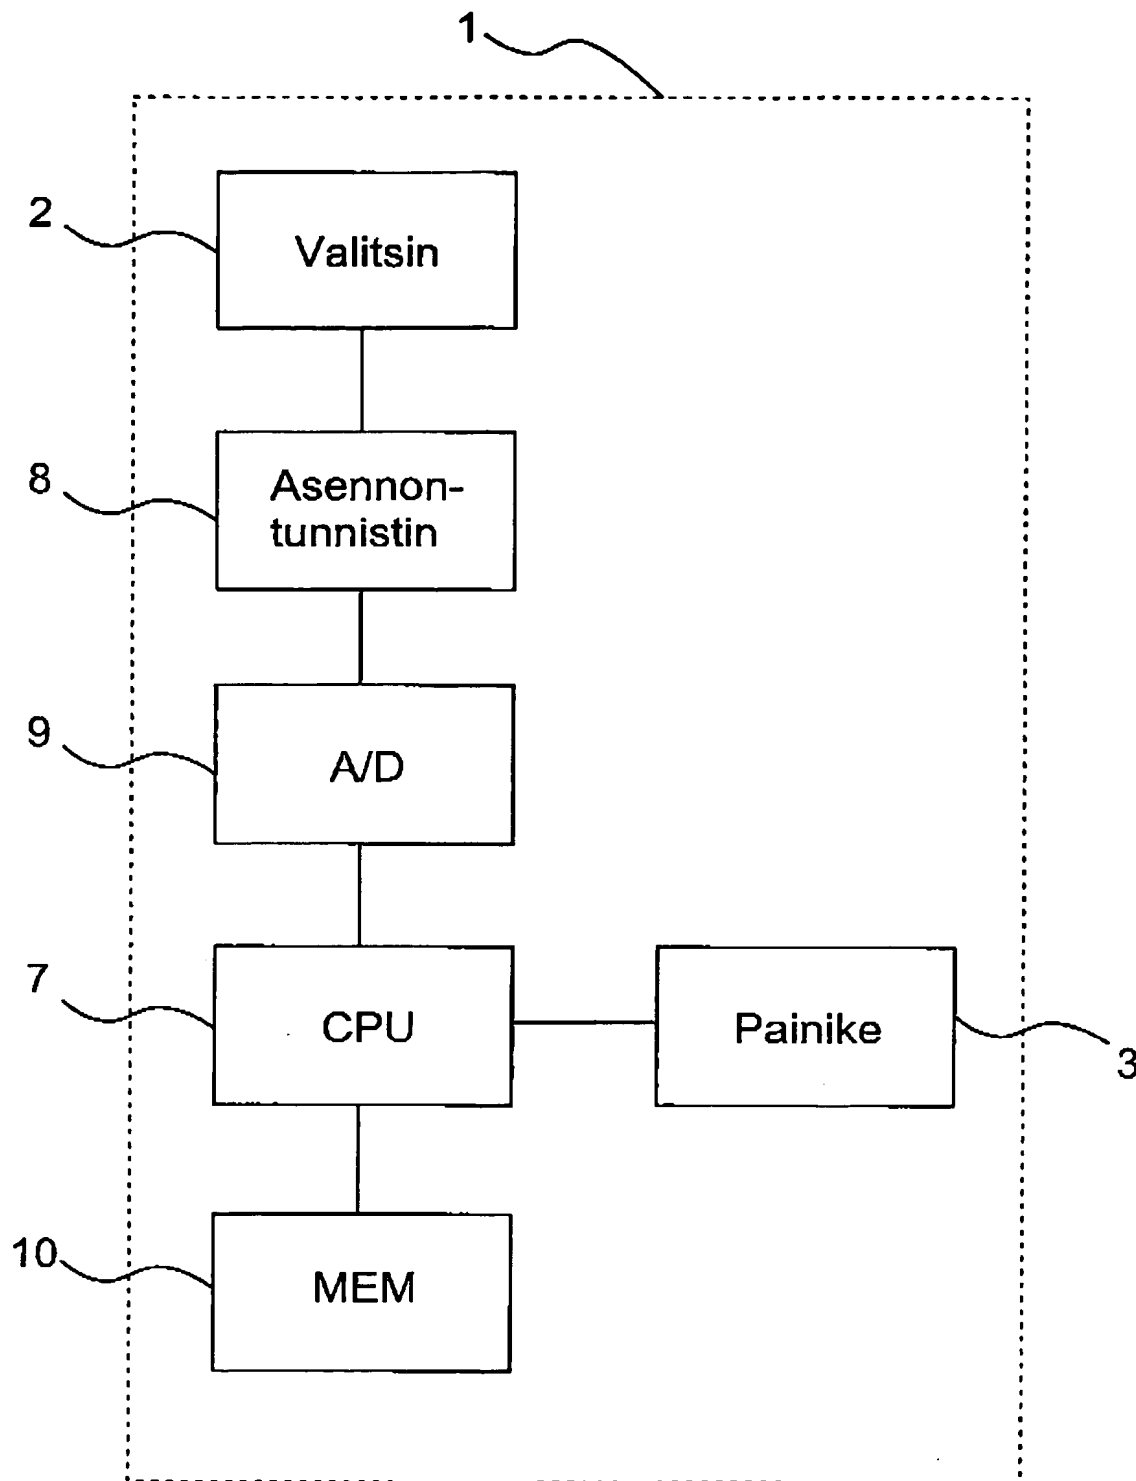 1
2
Valitsin
8
Asennon-
tunnistin
9
A/D
7
CPU
Painike
3
10
MEM